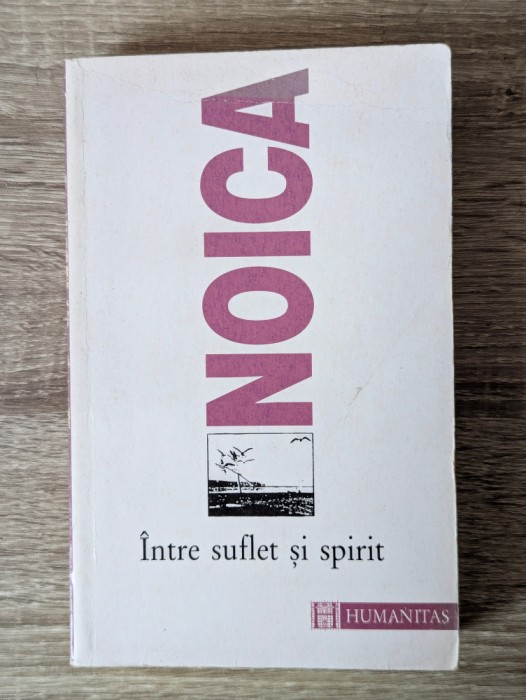 NOICA
Între suflet și spirit
HUMANITAS